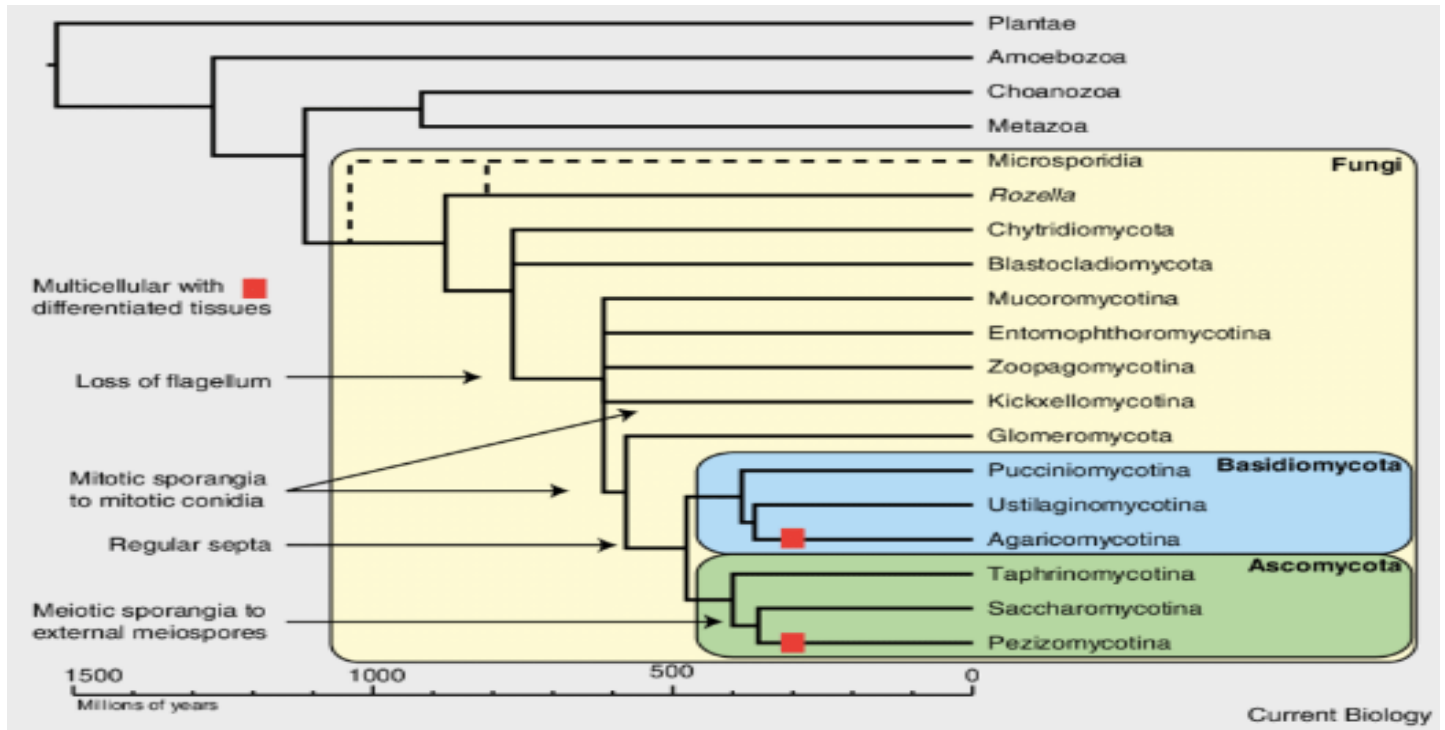 Plantae
Amoebozoa
Choanozoa
Metazoa
Microsporidia
Fungi
Rozella
Chytridiomycota
Blastocladiomycota
Multicellular with
differentiated tissues
Mucoromycotina
Entomophthoromycotina
Zoopagomycotina
Loss of flagellum
Kickxellomycotina
Glomeromycota
Mitotic sporangia
to mitotic conidia
Pucciniomycotina
Basidiomycota
Ustilaginomycotina
Regular septa
Agaricomycotina
Ascomycota
Taphrinomycotina
Meiotic sporangia to
external meiospores
Saccharomycotina
Pezizomycotina
1500 1000 500 0
Millions of years
Current Biology